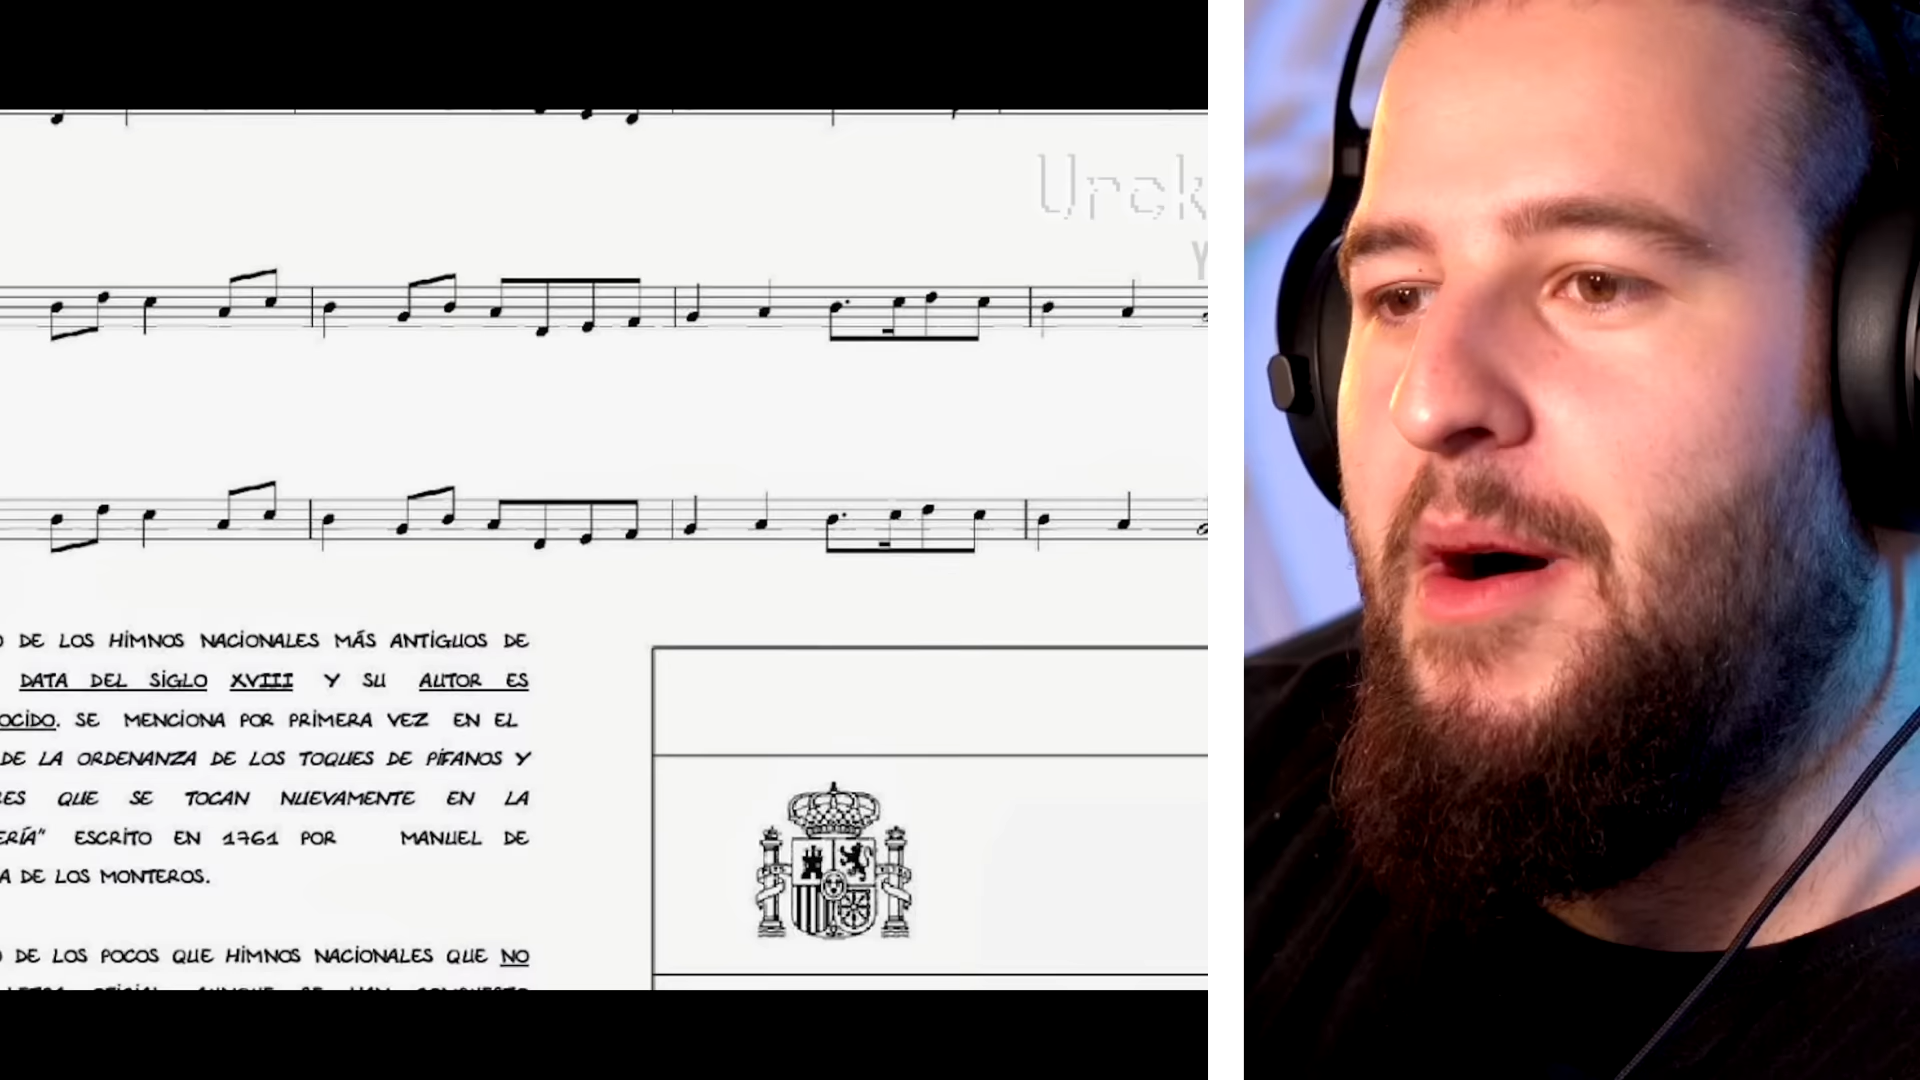 Urck
Y
DE LOS HIMNOS NACIONALES MÁS ANTIGUOS DE
DATA DEL SIGLO XVIII Y SU AUTOR ES
OCIDO. SE MENCIONA POR PRIMERA VEZ EN EL
DE LA ORDENANZA DE LOS TOQUES DE PÍFANOS Y
RES QUE SE TOCAN NUEVAMENTE EN LA
ERÍA" ESCRITO EN 1761 POR MANUEL DE
A DE LOS MONTEROS.
DE LOS POCOS QUE HIMNOS NACIONALES QUE NO